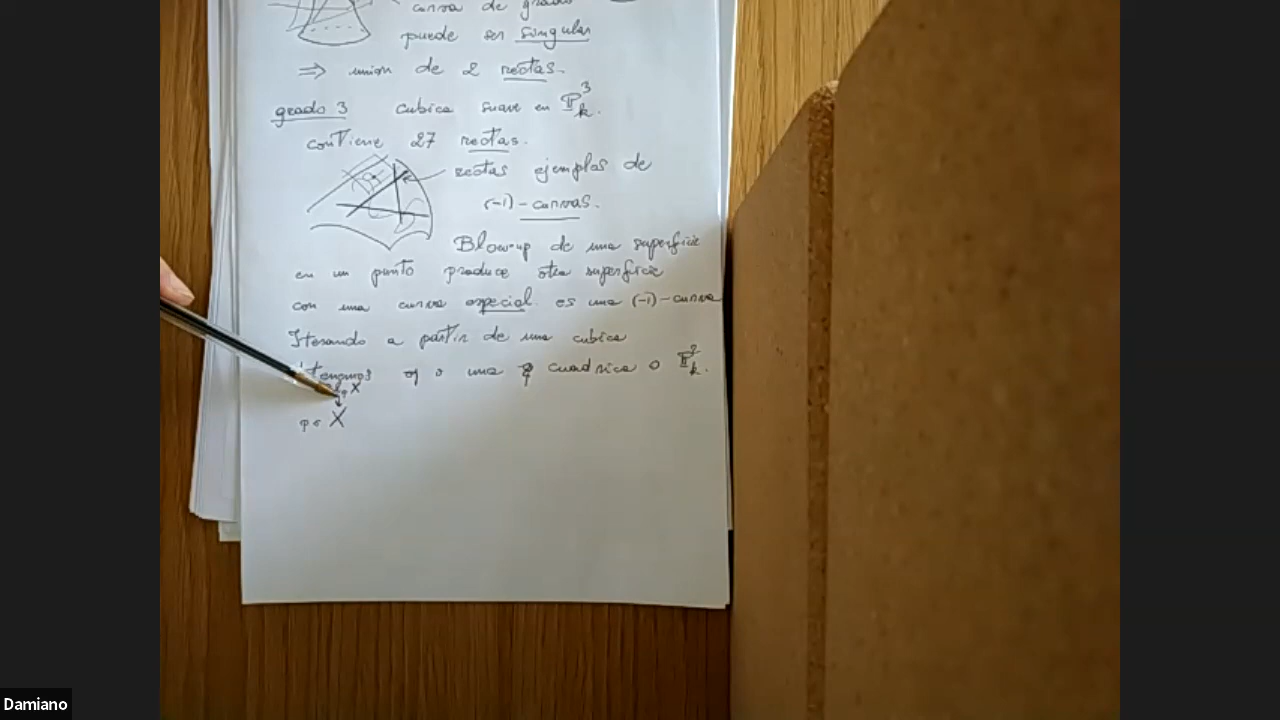 curva de grado
puede ser singular
⇒ union de 2 rectas.
grado 3 cubica suave en ℙ³ₖ.
contiene 27 rectas.
rectas ejemplos de
(-1)-curvas.
Blow-up de una superficie
en un punto produce otra superficie
con una curva especial. es una (-1)-curva
Iterando a partir de una cubica
obtenemos o una cuadrica o ℙ²ₖ.
X
p ∈ X
Damiano